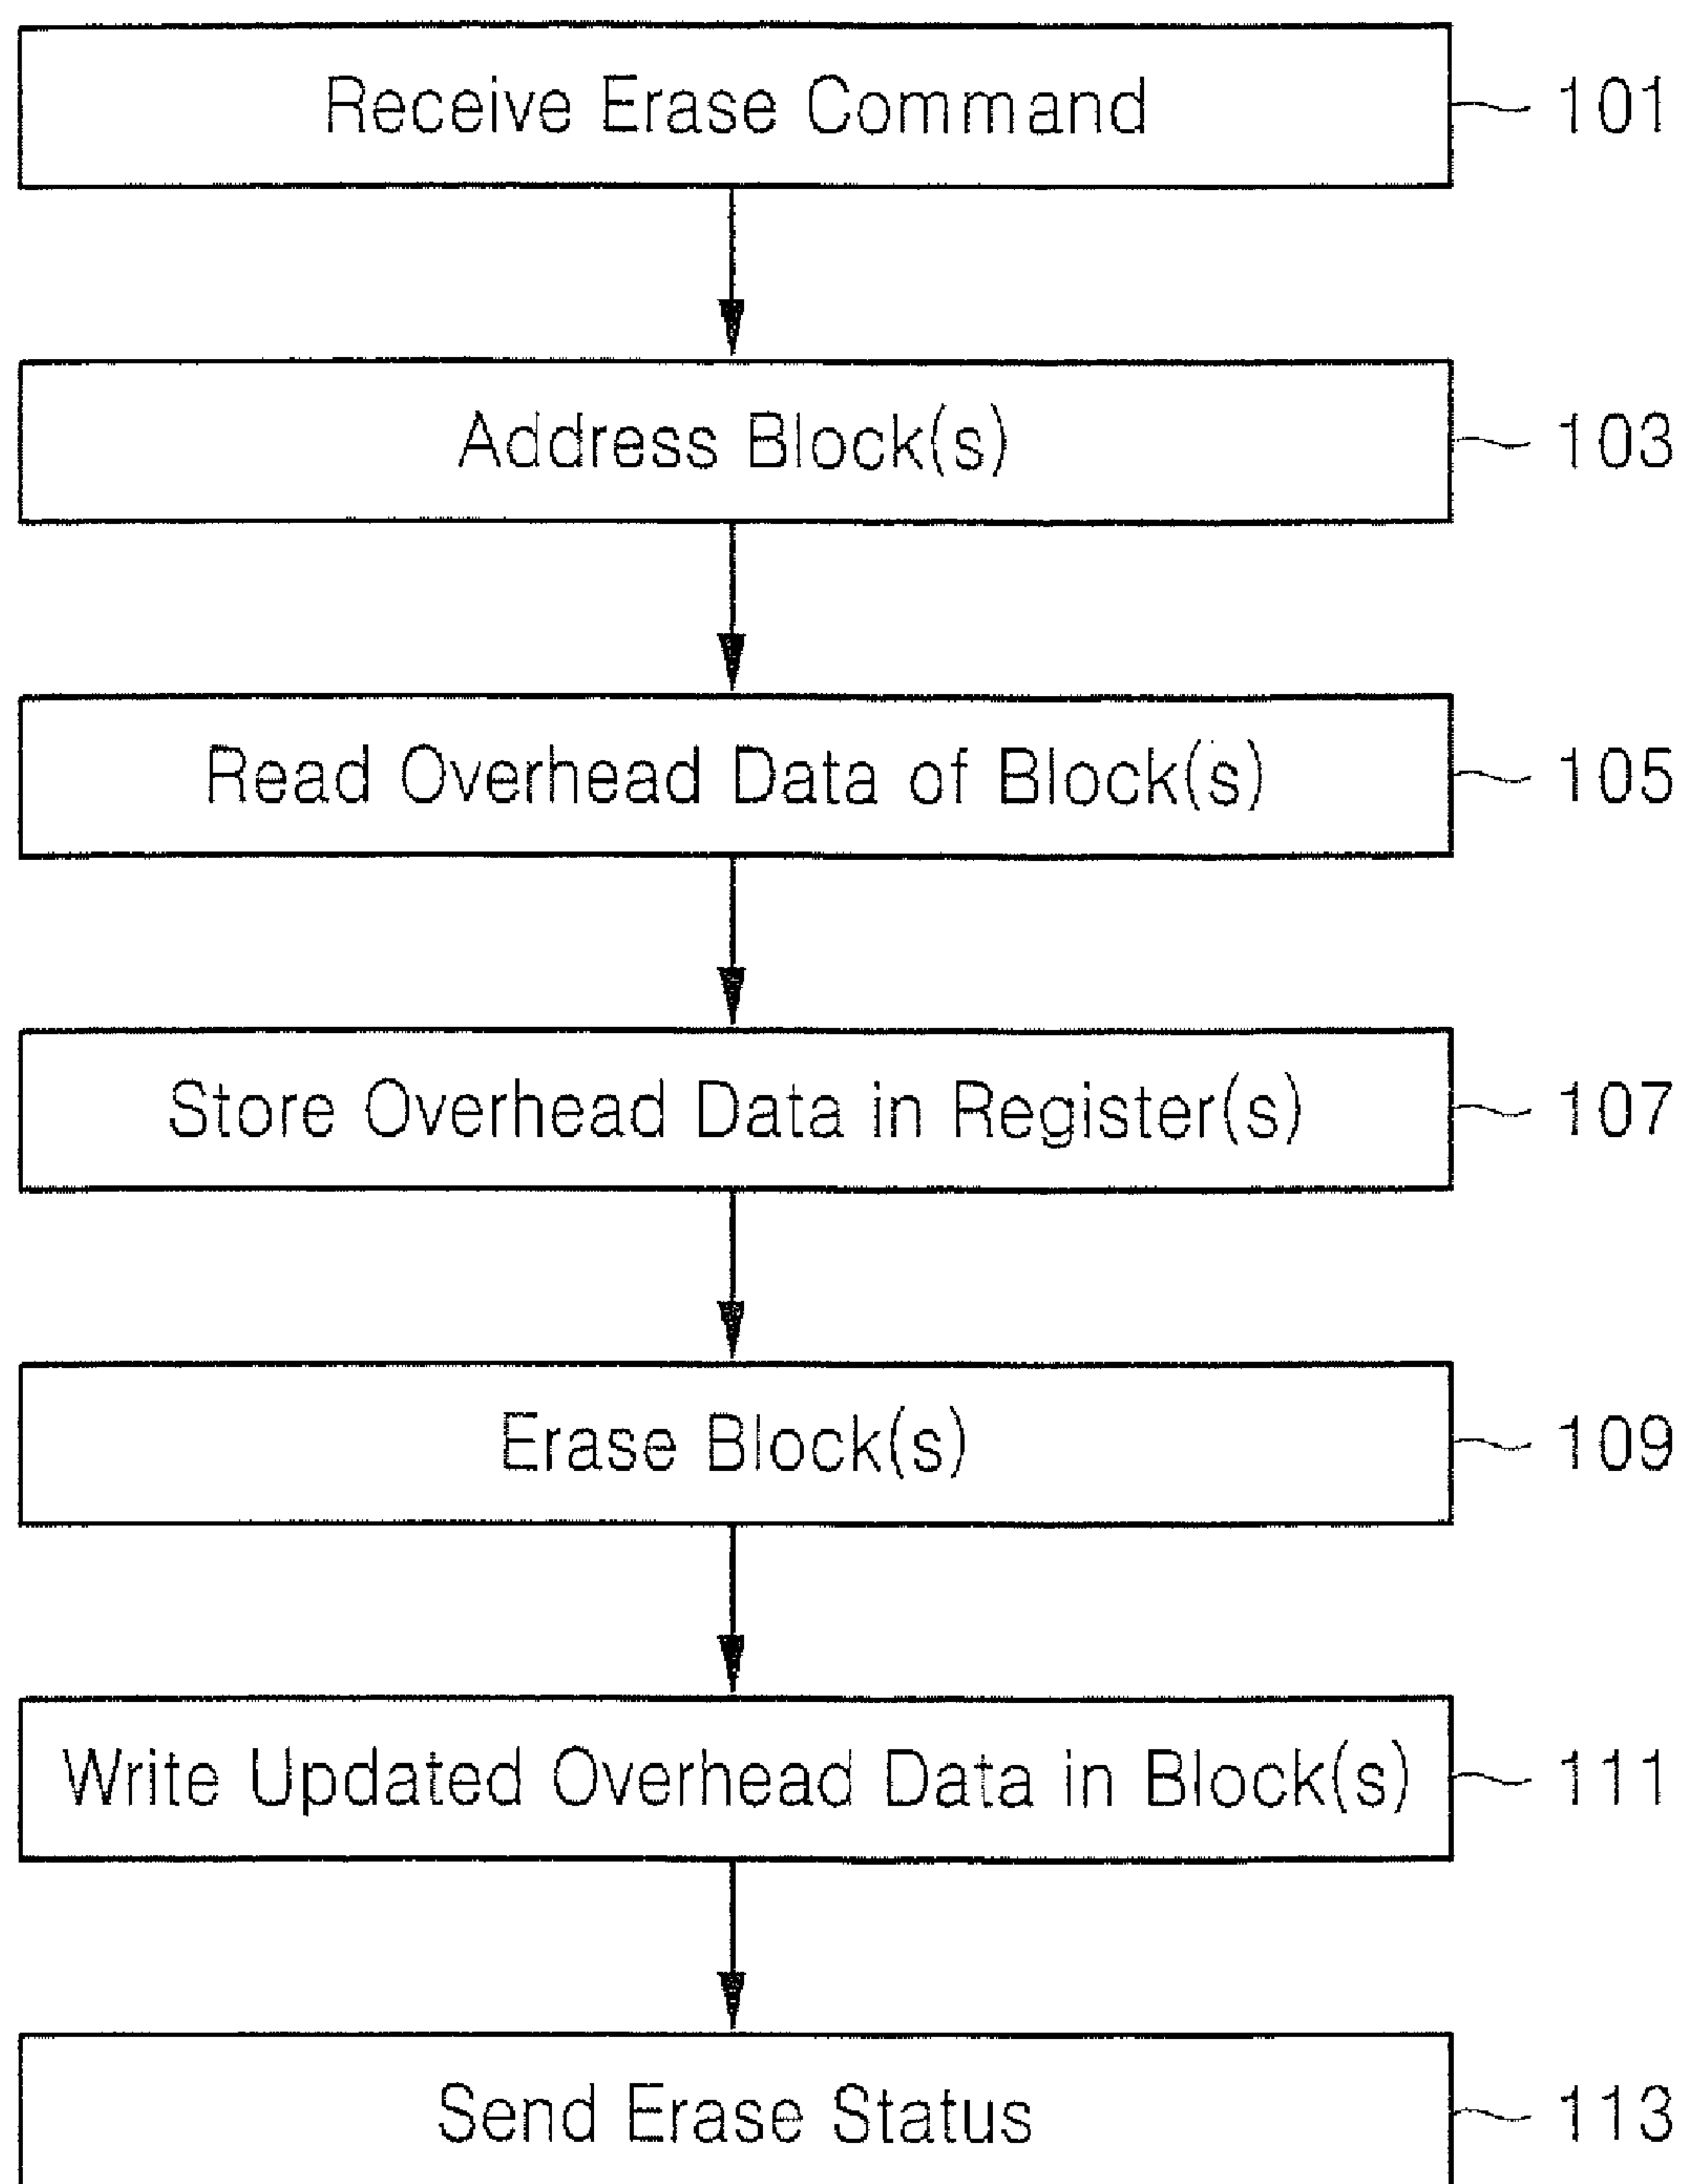 Receive Erase Command 101
Address Block(s) 103
Read Overhead Data of Block(s) 105
Store Overhead Data in Register(s) 107
Erase Block(s) 109
Write Updated Overhead Data in Block(s) 111
Send Erase Status 113